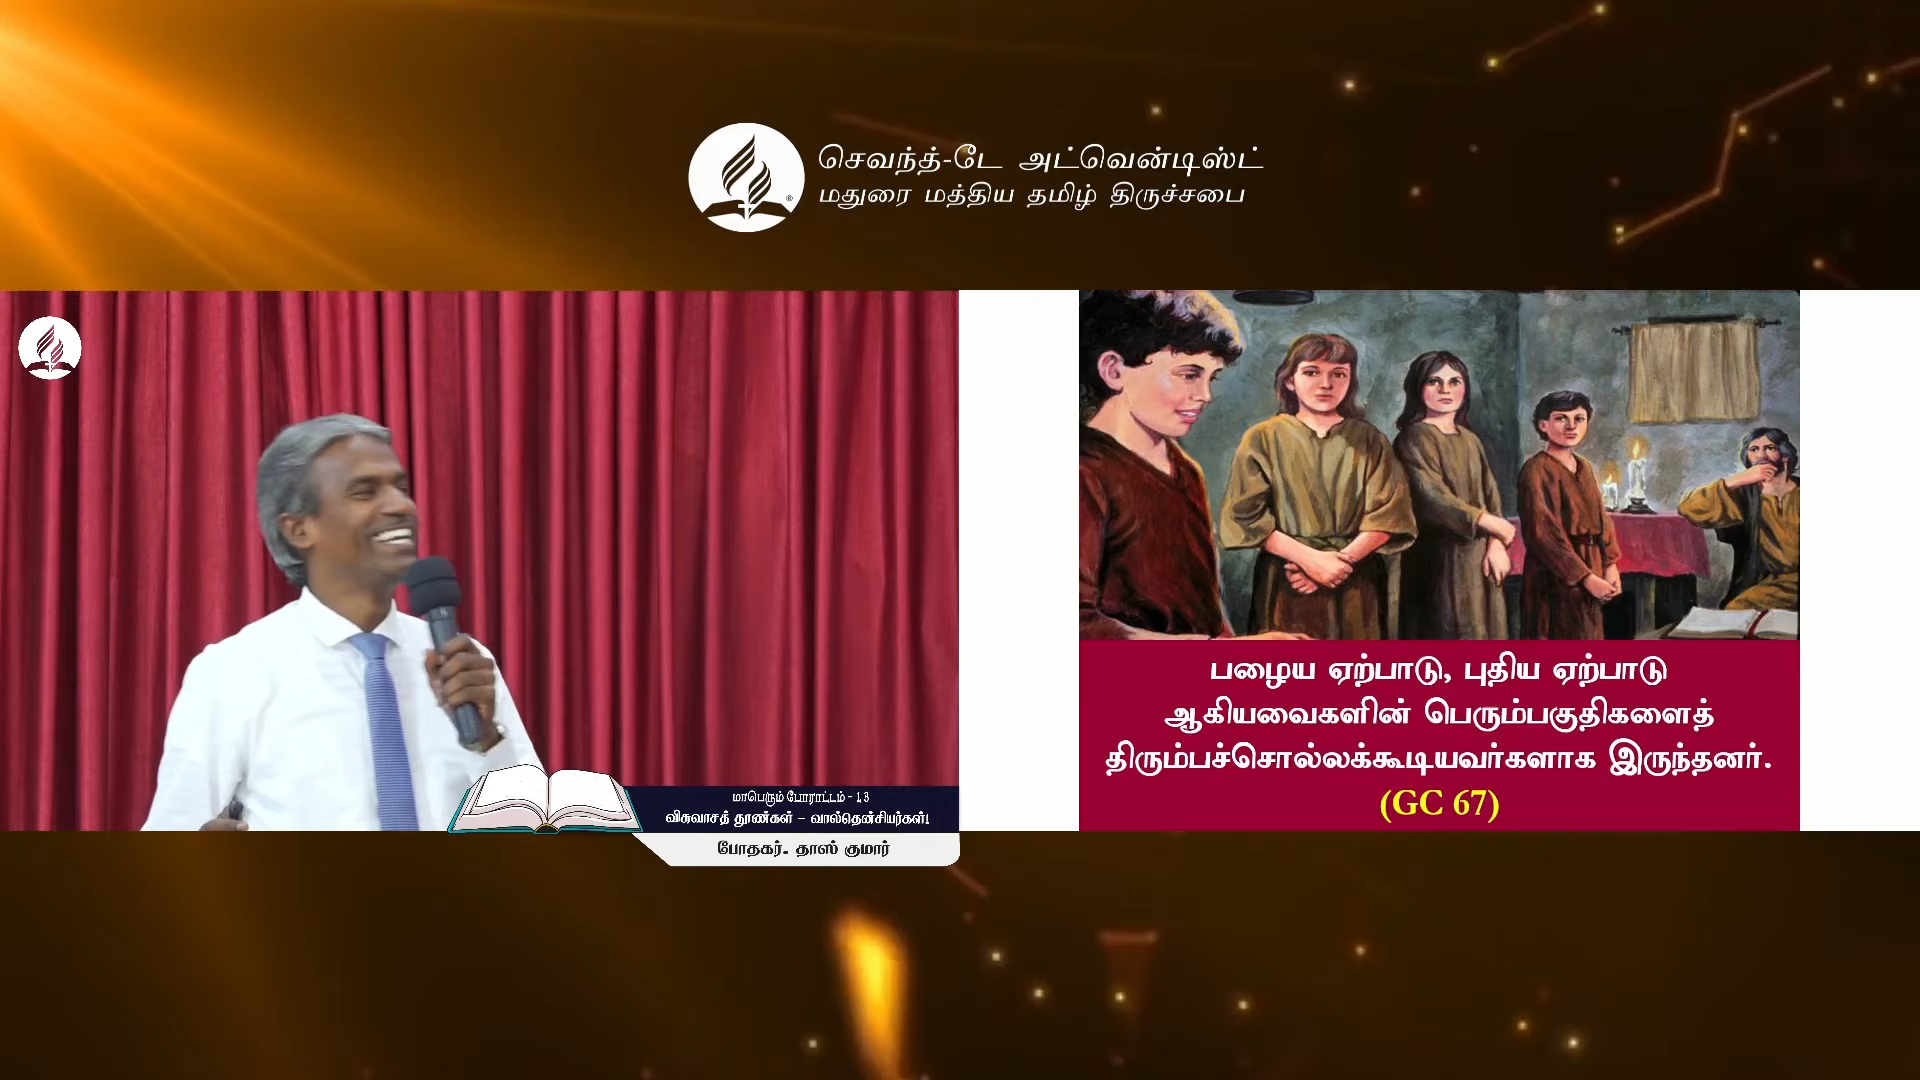 செவந்த்-டே அட்வென்டிஸ்ட்
மதுரை மத்திய தமிழ் திருச்சபை
மாபெரும் போராட்டம் - 13
விசுவாசத் தூண்கள் – வால்தென்சியர்கள்!
போதகர். தாஸ் குமார்
பழைய ஏற்பாடு, புதிய ஏற்பாடு
ஆகியவைகளின் பெரும்பகுதிகளைத்
திரும்பச்சொல்லக்கூடியவர்களாக இருந்தனர்.
(GC 67)